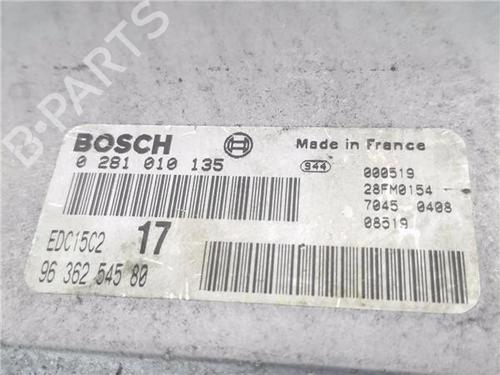 B-PARTS
BOSCH
Made in France
0 281 010 135
944
000519
28FM0154
7045 0408
08519
EDC15C2
17
96 362 545 80